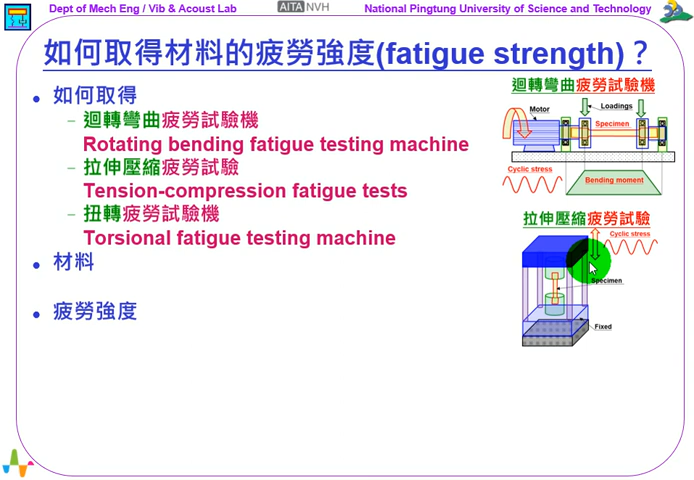 Dept of Mech Eng / Vib & Acoust Lab
AITA NVH
National Pingtung University of Science and Technology
如何取得材料的疲勞強度(fatigue strength)？
• 如何取得
– 迴轉彎曲疲勞試驗機
Rotating bending fatigue testing machine
– 拉伸壓縮疲勞試驗
Tension-compression fatigue tests
– 扭轉疲勞試驗機
Torsional fatigue testing machine
• 材料
• 疲勞強度
迴轉彎曲疲勞試驗機
Motor
Loadings
Specimen
Cyclic stress
Bending moment
拉伸壓縮疲勞試驗
Cyclic stress
Specimen
Fixed